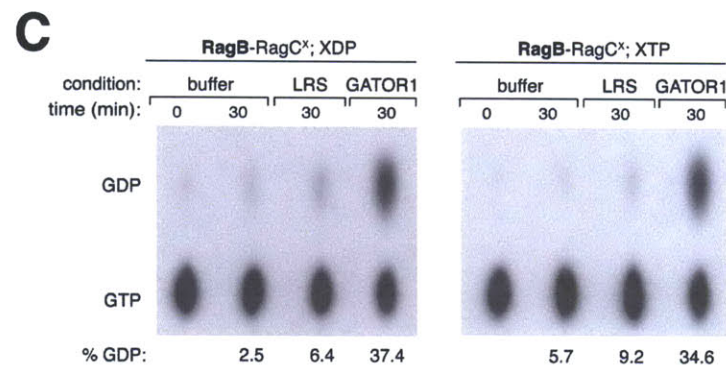 C
RagB-RagCˣ; XDP RagB-RagCˣ; XTP
condition: buffer LRS GATOR1 buffer LRS GATOR1
time (min): 0 30 30 30 0 30 30 30
GDP
GTP
% GDP: 2.5 6.4 37.4 5.7 9.2 34.6